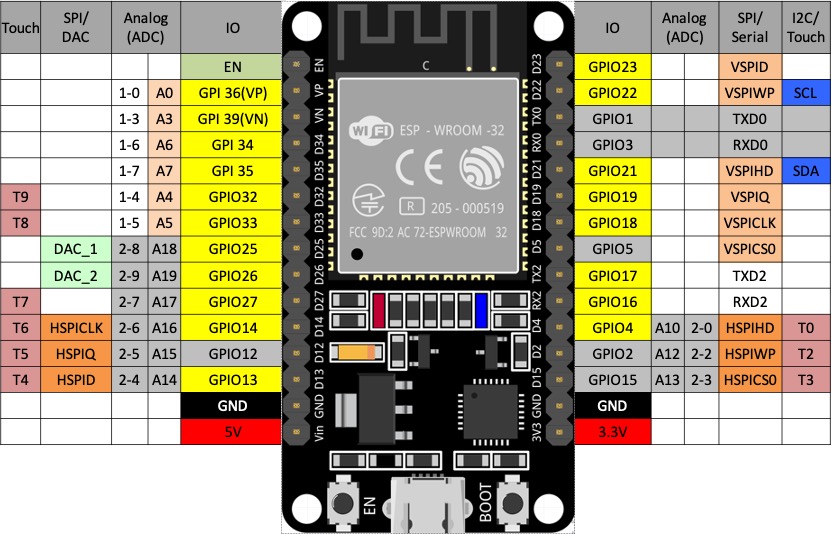 Touch SPI/ DAC Analog (ADC) IO IO Analog (ADC) SPI/ Serial I2C/ Touch
EN EN D23 GPIO23 VSPID
1-0 A0 GPI 36(VP) VP D22 GPIO22 VSPIWP SCL
1-3 A3 GPI 39(VN) VN TX0 GPIO1 TXD0
1-6 A6 GPI 34 D34 RX0 GPIO3 RXD0
1-7 A7 GPI 35 D35 D21 GPIO21 VSPIHD SDA
T9 1-4 A4 GPIO32 D32 D19 GPIO19 VSPIQ
T8 1-5 A5 GPIO33 D33 D18 GPIO18 VSPICLK
DAC_1 2-8 A18 GPIO25 D25 D5 GPIO5 VSPICS0
DAC_2 2-9 A19 GPIO26 D26 TX2 GPIO17 TXD2
T7 2-7 A17 GPIO27 D27 RX2 GPIO16 RXD2
T6 HSPICLK 2-6 A16 GPIO14 D14 D4 GPIO4 A10 2-0 HSPIHD T0
T5 HSPIQ 2-5 A15 GPIO12 D12 D2 GPIO2 A12 2-2 HSPIWP T2
T4 HSPID 2-4 A14 GPIO13 D13 D15 GPIO15 A13 2-3 HSPICS0 T3
GND GND GND GND
5V Vin 3V3 3.3V
C
WiFi ESP - WROOM -32
CE
R 205 - 000519
FCC 9D:2 AC 72-ESPWROOM 32
EN BOOT